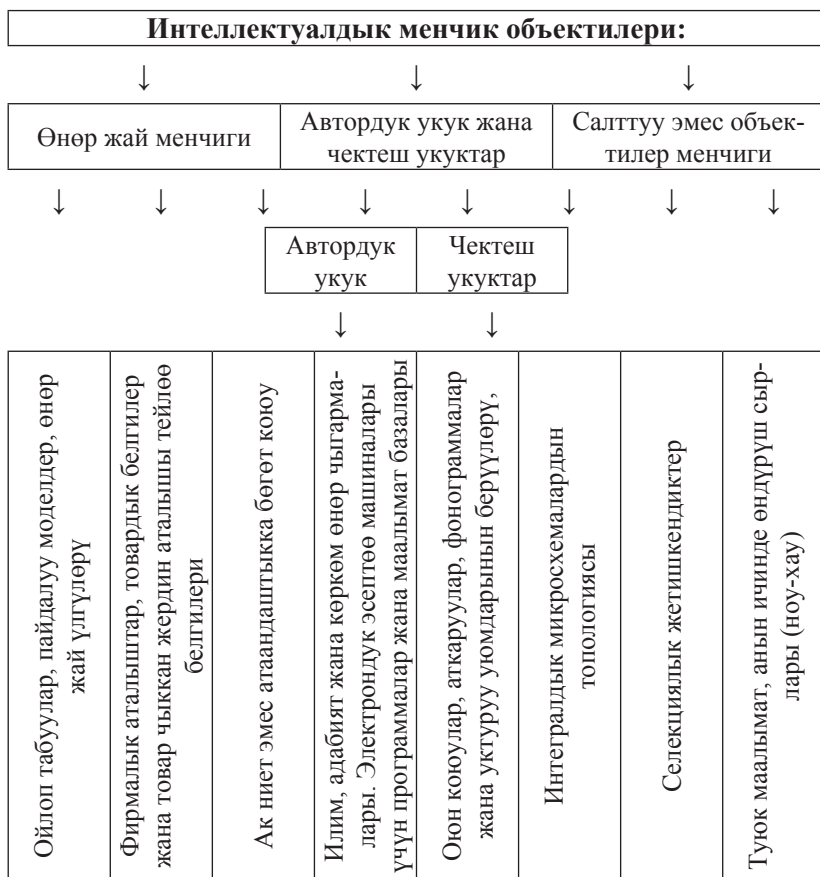 Интеллектуалдык менчик объектилери:
↓ ↓ ↓
Өнөр жай менчиги
Автордук укук жана
чектеш укуктар
Салттуу эмес объек-
тилер менчиги
↓ ↓ ↓ ↓ ↓ ↓ ↓ ↓
Автордук
укук
Чектеш
укуктар
↓ ↓
Ойлоп табуулар, пайдалуу моделдер, өнөр
жай үлгүлөрү
Фирмалык аталыштар, товардык белгилер
жана товар чыккан жердин аталышы тейлөө
белгилери
Ак ниет эмес атаандаштыкка бөгөт коюу
Илим, адабият жана көркөм өнөр чыгарма-
лары. Электрондук эсептөө машиналары
үчүн программалар жана маалымат базалары
Оюн коюулар, аткаруулар, фонограммалар
жана уктуруу уюмдарынын берүүлөрү,
Интегралдык микросхемалардын
топологиясы
Селекциялык жетишкендиктер
Туюк маалымат, анын ичинде өндүрүш сыр-
лары (ноу-хау)